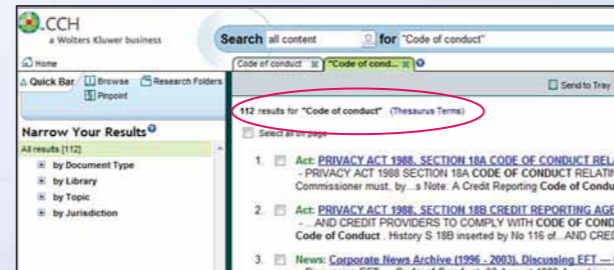 .CCH
a Wolters Kluwer business
Search all content for "Code of conduct"
Home
Code of conduct "Code of cond...
Quick Bar Browse Research Folders
Pinpoint
Send to Tray
112 results for "Code of conduct" (Thesaurus Terms)
Select all on page
Narrow Your Results
All results [112]
by Document Type
by Library
by Topic
by Jurisdiction
1. Act: PRIVACY ACT 1988, SECTION 18A CODE OF CONDUCT RELA
- PRIVACY ACT 1988 SECTION 18A CODE OF CONDUCT RELATIN
Commissioner must, by...s Note: A Credit Reporting Code of Condu
2. Act: PRIVACY ACT 1988, SECTION 18B CREDIT REPORTING AGE
- ...AND CREDIT PROVIDERS TO COMPLY WITH CODE OF COND
Code of Conduct . History S 18B inserted by No 116 of...AND CRED
3. News: Corporate News Archive (1996 - 2003), Discussing EFT —